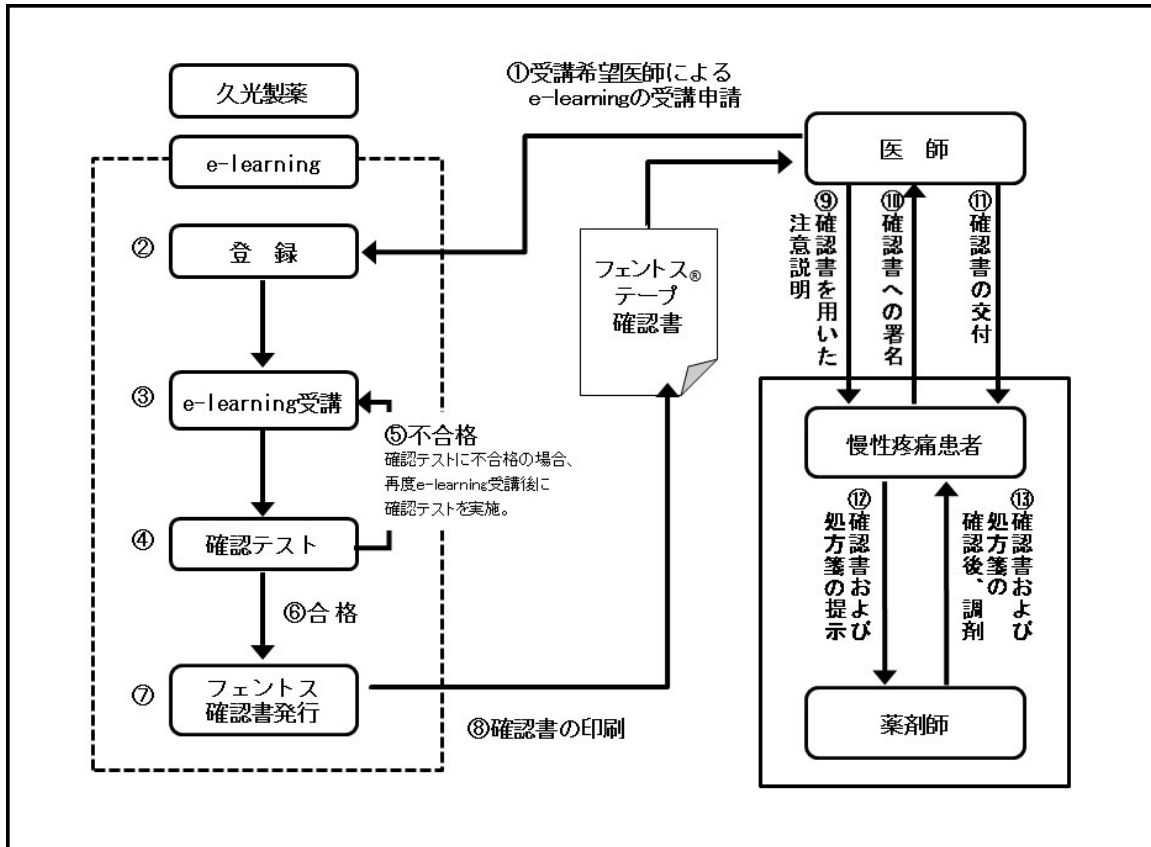 久光製薬
e-learning
①受講希望医師による
e-learningの受講申請
医 師
② 登 録
③ e-learning受講
④ 確認テスト
⑤不合格
確認テストに不合格の場合、
再度e-learning受講後に
確認テストを実施。
⑥合格
⑦ フェントス
確認書発行
⑧確認書の印刷
フェントス®
テープ
確認書
⑨確認書を用いた
注意説明
⑩確認書への署名
⑪確認書の交付
慢性疼痛患者
⑫確認書および
処方箋の提示
⑬確認書および
処方箋の
確認後、調剤
薬剤師